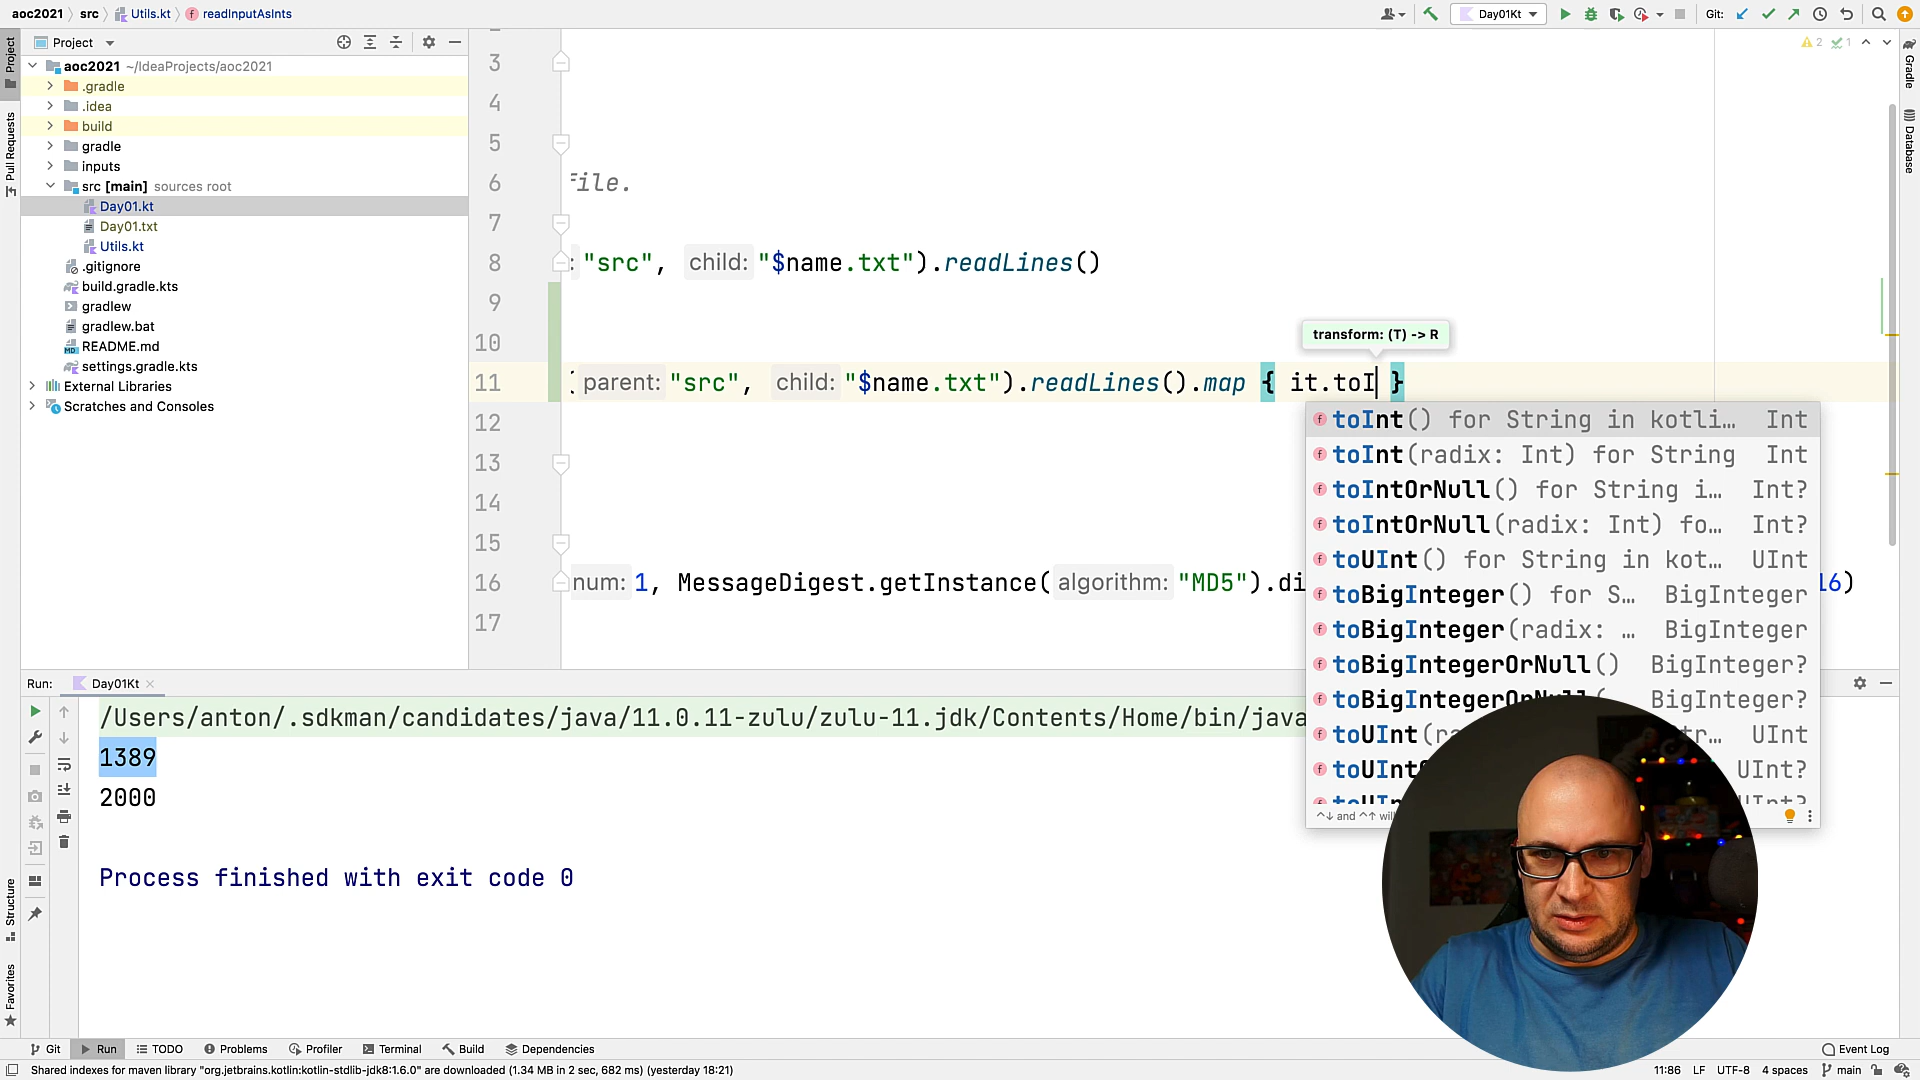 aoc2021 src Utils.kt readInputAsInts
Day01Kt Git:
Project
aoc2021 ~/IdeaProjects/aoc2021
.gradle
.idea
build
gradle
inputs
src [main] sources root
Day01.kt
Day01.txt
Utils.kt
.gitignore
build.gradle.kts
gradlew
gradlew.bat
README.md
settings.gradle.kts
External Libraries
Scratches and Consoles
Project
Pull Requests
Structure
Favorites
Gradle
Database
2 1
3
4
5
6 file.
7
8 : "src", child: "$name.txt").readLines()
9
10
transform: (T) -> R
11 ( parent: "src", child: "$name.txt").readLines().map { it.toI }
12
13
14
15
16 num: 1, MessageDigest.getInstance( algorithm: "MD5").di 16)
17
toInt() for String in kotli… Int
toInt(radix: Int) for String Int
toIntOrNull() for String i… Int?
toIntOrNull(radix: Int) fo… Int?
toUInt() for String in kot… UInt
toBigInteger() for S… BigInteger
toBigInteger(radix: … BigInteger
toBigIntegerOrNull() BigInteger?
toBigIntegerOrNull( BigInteger?
toUInt( UInt
UInt?
UInt?
^↓ and ^↑ will
Run: Day01Kt
/Users/anton/.sdkman/candidates/java/11.0.11-zulu/zulu-11.jdk/Contents/Home/bin/java
1389
2000
Process finished with exit code 0
Git Run TODO Problems Profiler Terminal Build Dependencies Event Log
Shared indexes for maven library "org.jetbrains.kotlin:kotlin-stdlib-jdk8:1.6.0" are downloaded (1.34 MB in 2 sec, 682 ms) (yesterday 18:21) 11:86 LF UTF-8 4 spaces main